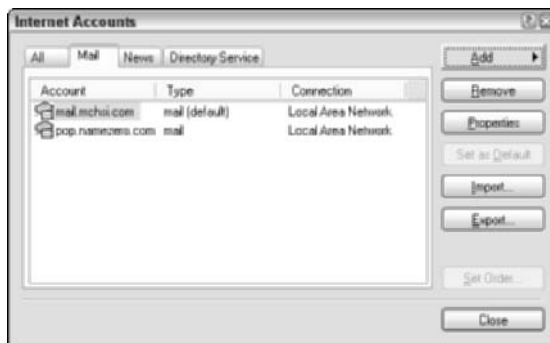 Internet Accounts
All Mail News Directory Service
Add
Account Type Connection
mail.mchsi.com mail (default) Local Area Network
pop.namezero.com mail Local Area Network
Remove
Properties
Set as Default
Import...
Export...
Set Order...
Close